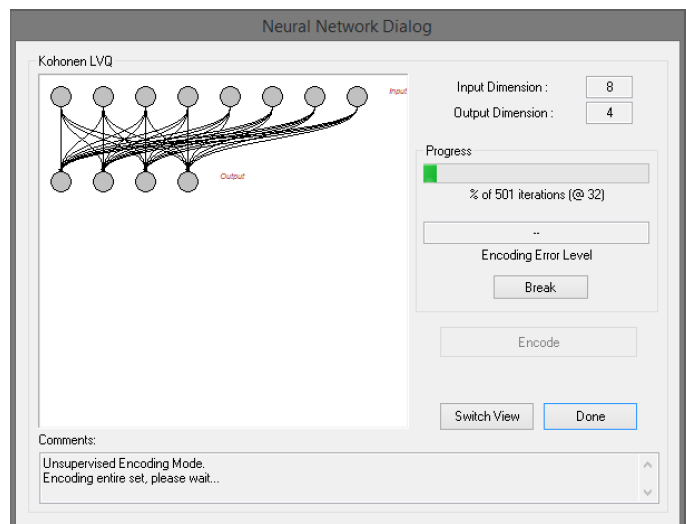 Neural Network Dialog
Kohonen LVQ
Input
Output
Input Dimension :
8
Output Dimension :
4
Progress
% of 501 iterations (@ 32)
--
Encoding Error Level
Break
Encode
Switch View
Done
Comments:
Unsupervised Encoding Mode.
Encoding entire set, please wait...